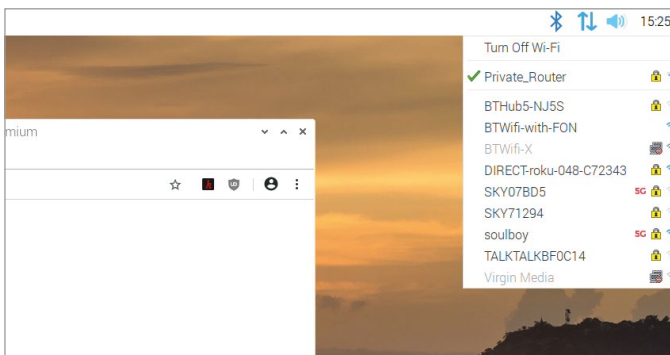 15:25
Turn Off Wi-Fi
Private_Router
BTHub5-NJ5S
BTWifi-with-FON
BTWifi-X
DIRECT-roku-048-C72343
SKY07BD5 5G
SKY71294
soulboy 5G
TALKTALKBF0C14
Virgin Media
mium
h